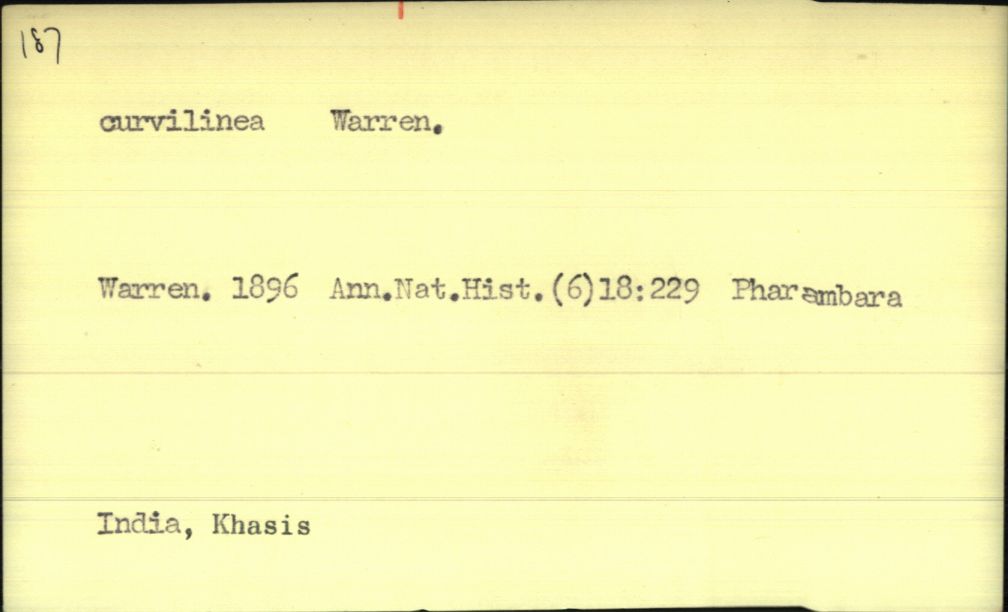 187
curvilinea Warren.
Warren. 1896 Ann.Nat.Hist.(6)18:229 Pharambara
India, Khasis